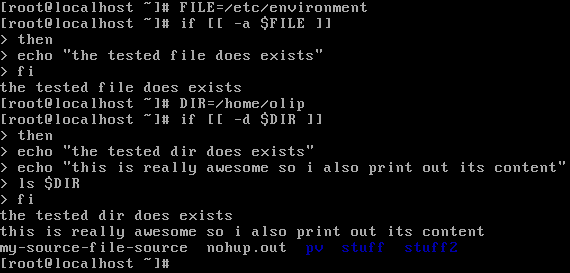 [root@localhost ~]# FILE=/etc/environment
[root@localhost ~]# if [[ -a $FILE ]]
> then
> echo "the tested file does exists"
> fi
the tested file does exists
[root@localhost ~]# DIR=/home/olip
[root@localhost ~]# if [[ -d $DIR ]]
> then
> echo "the tested dir does exists"
> echo "this is really awesome so i also print out its content"
> ls $DIR
> fi
the tested dir does exists
this is really awesome so i also print out its content
my-source-file-source  nohup.out  pv  stuff  stuff2
[root@localhost ~]#